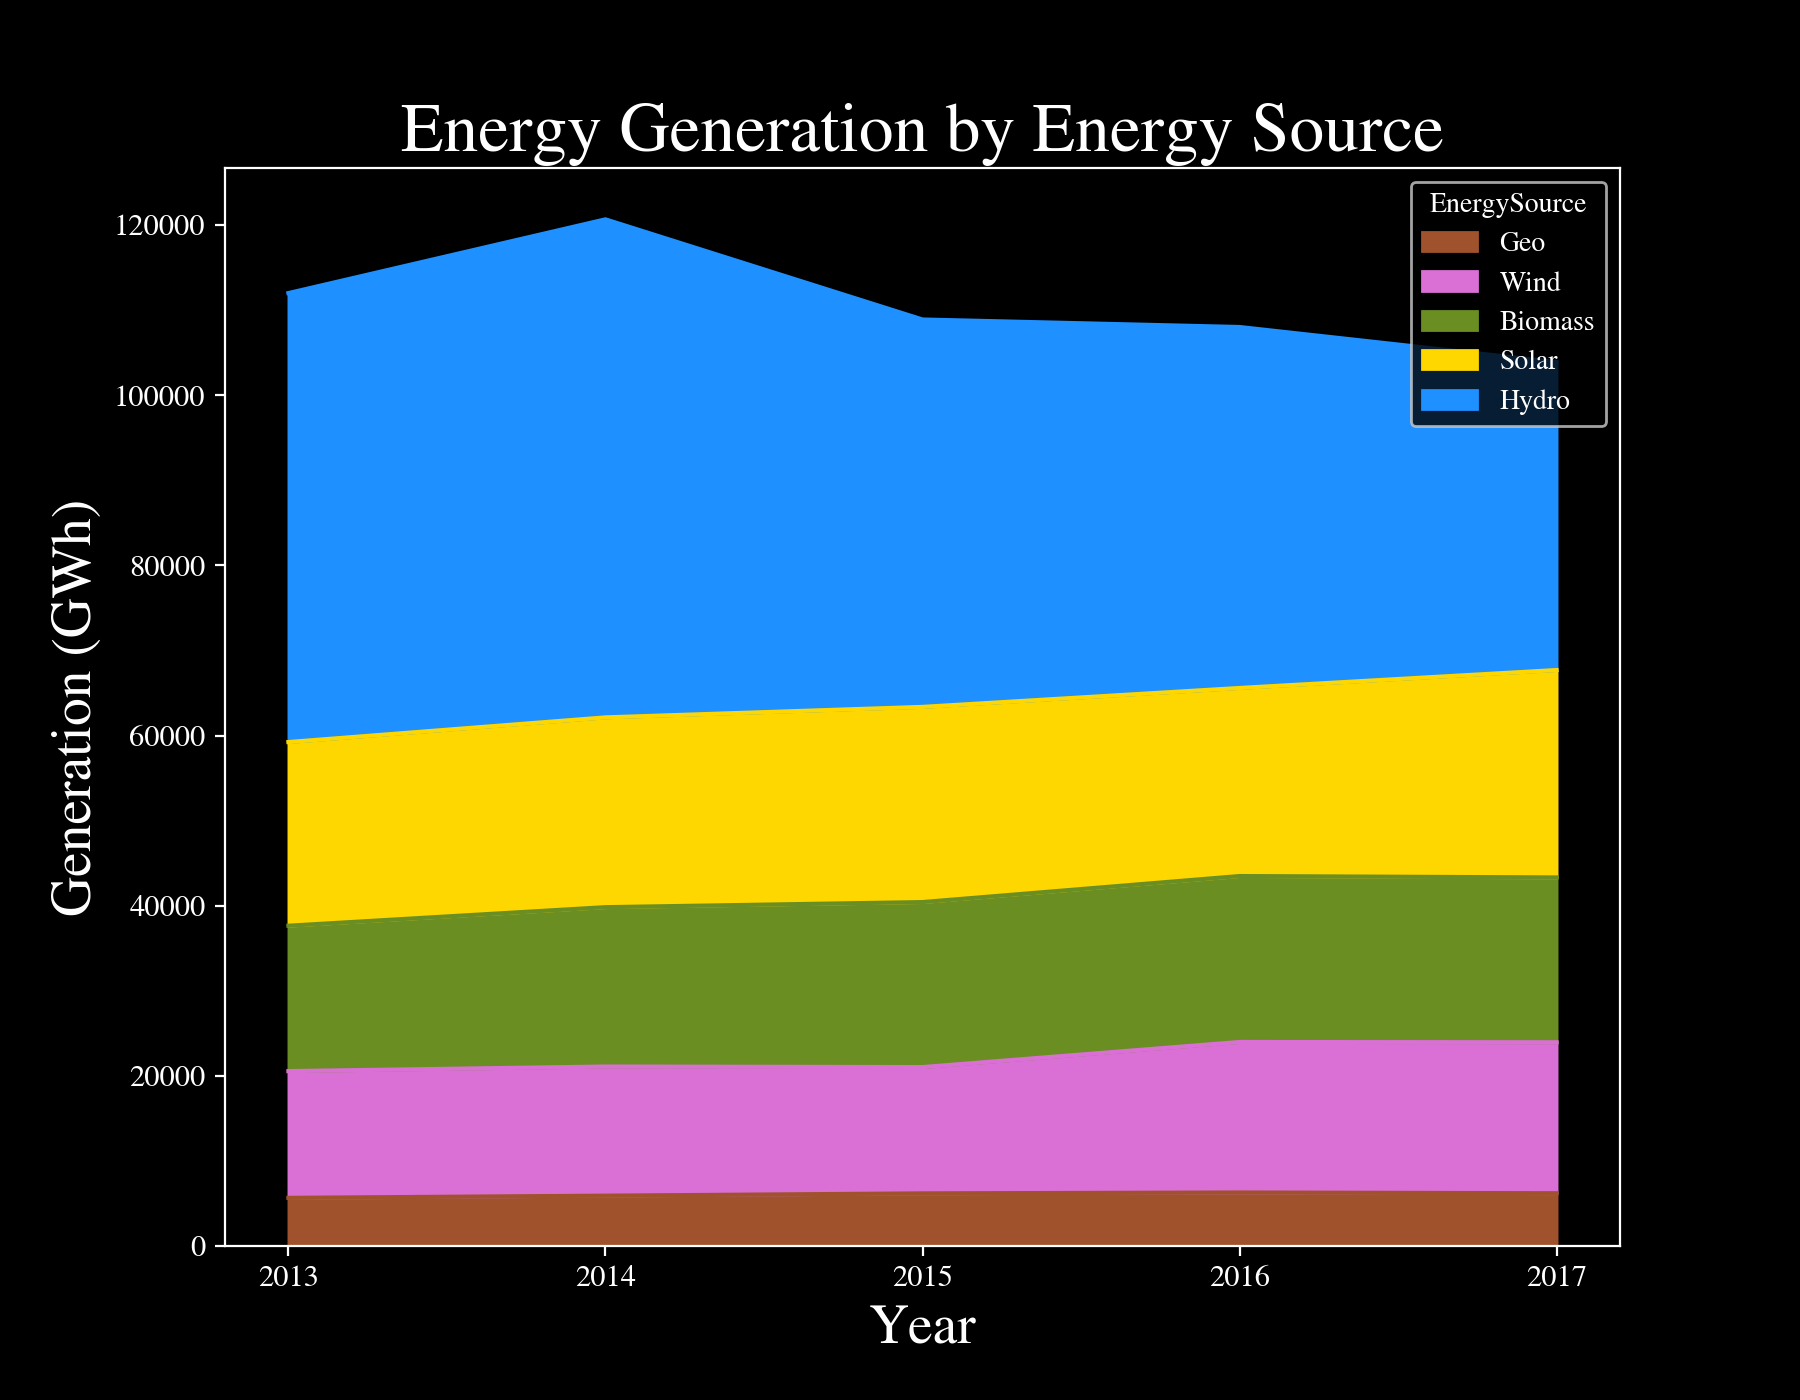 Energy Generation by Energy Source
EnergySource
Geo
Wind
Biomass
Solar
Hydro
Generation (GWh)
120000
100000
80000
60000
40000
20000
0
2013 2014 2015 2016 2017
Year